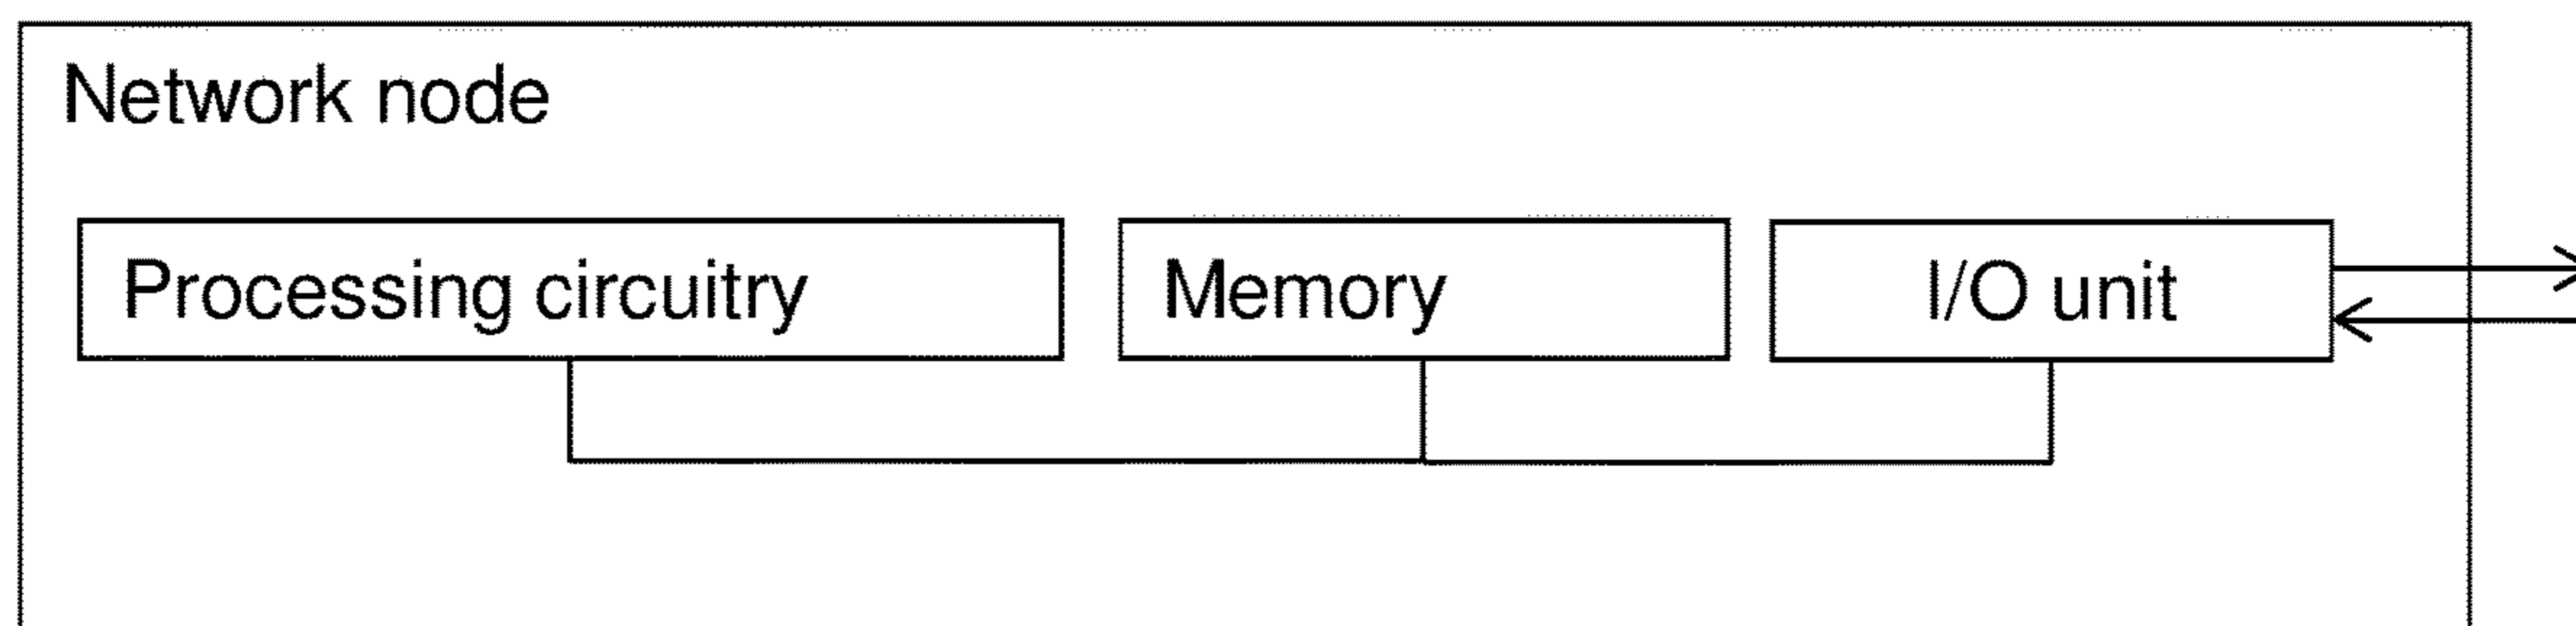 Network node
Processing circuitry
Memory
I/O unit